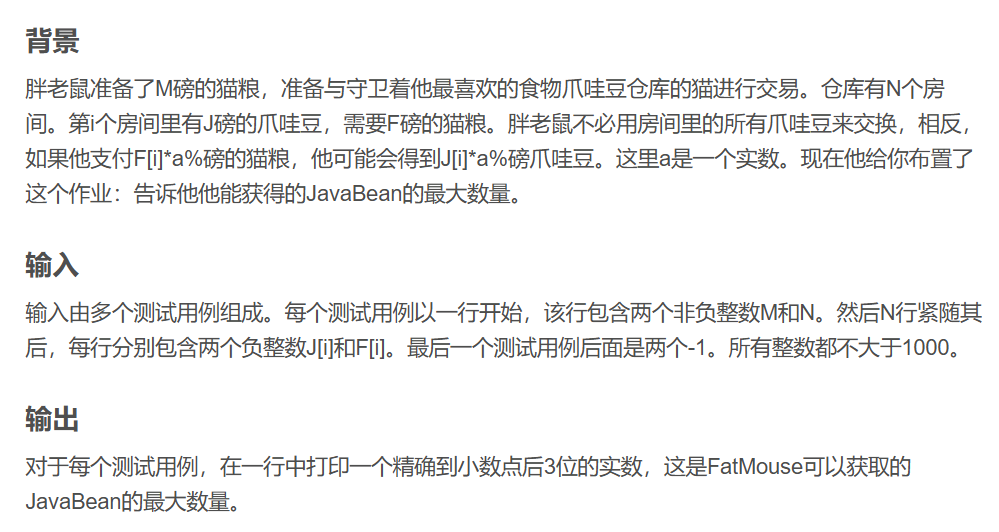 背景
胖老鼠准备了M磅的猫粮，准备与守卫着他最喜欢的食物爪哇豆仓库的猫进行交易。仓库有N个房
间。第i个房间里有J磅的爪哇豆，需要F磅的猫粮。胖老鼠不必用房间里的所有爪哇豆来交换，相反，
如果他支付F[i]*a%磅的猫粮，他可能会得到J[i]*a%磅爪哇豆。这里a是一个实数。现在他给你布置了
这个作业：告诉他他能获得的JavaBean的最大数量。
输入
输入由多个测试用例组成。每个测试用例以一行开始，该行包含两个非负整数M和N。然后N行紧随其
后，每行分别包含两个负整数J[i]和F[i]。最后一个测试用例后面是两个-1。所有整数都不大于1000。
输出
对于每个测试用例，在一行中打印一个精确到小数点后3位的实数，这是FatMouse可以获取的
JavaBean的最大数量。